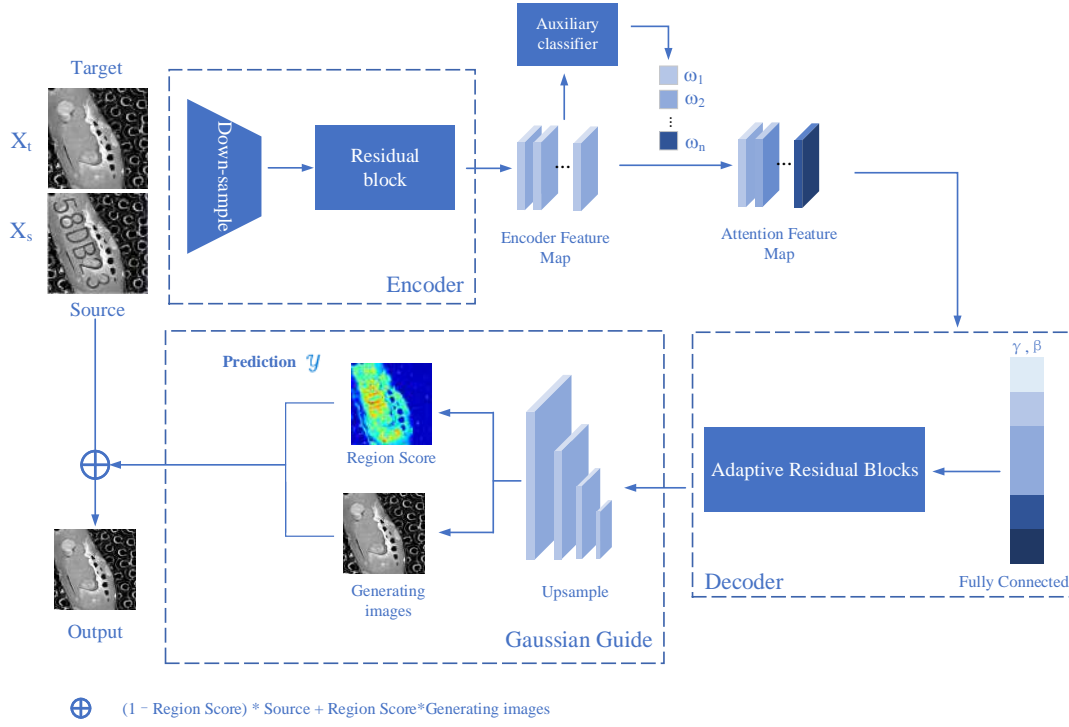 Auxiliary
classifier
Target
ω1
ω2
ωn
Xt
Down-sample
Residual
block
58DB23
Xs
Encoder Feature
Map
Attention Feature
Map
Encoder
Source
γ , β
Prediction y
Region Score
Adaptive Residual Blocks
Generating
images
Upsample
Decoder
Fully Connected
Output
Gaussian Guide
(1 - Region Score) * Source + Region Score*Generating images